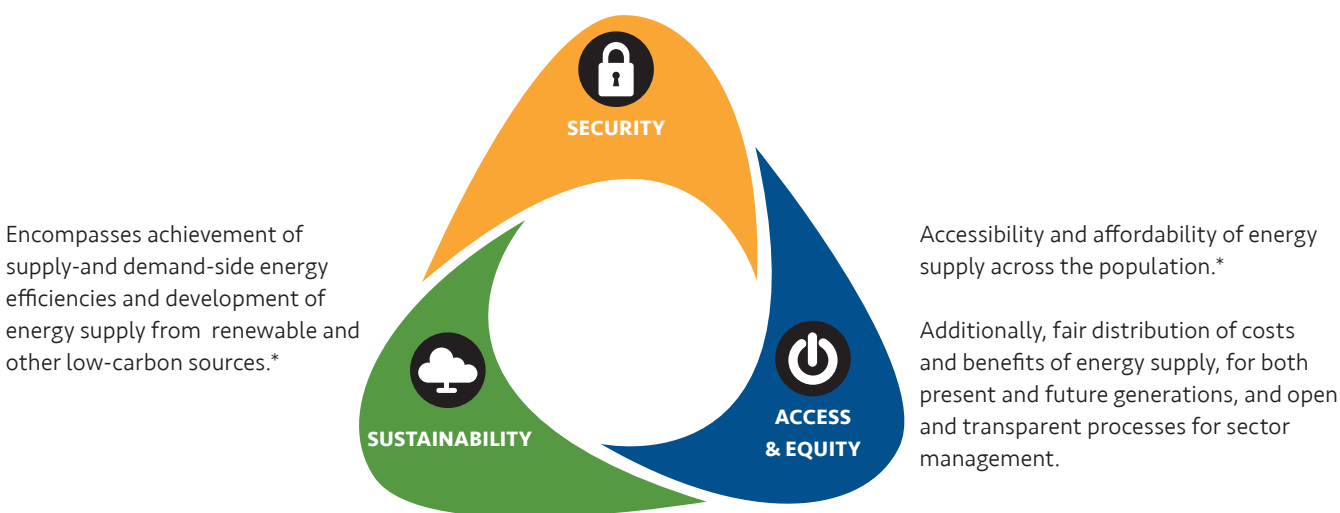 SECURITY
Encompasses achievement of
supply-and demand-side energy
efficiencies and development of
energy supply from renewable and
other low-carbon sources.*
SUSTAINABILITY
Accessibility and affordability of energy
supply across the population.*
Additionally, fair distribution of costs
and benefits of energy supply, for both
present and future generations, and open
and transparent processes for sector
management.
ACCESS
& EQUITY